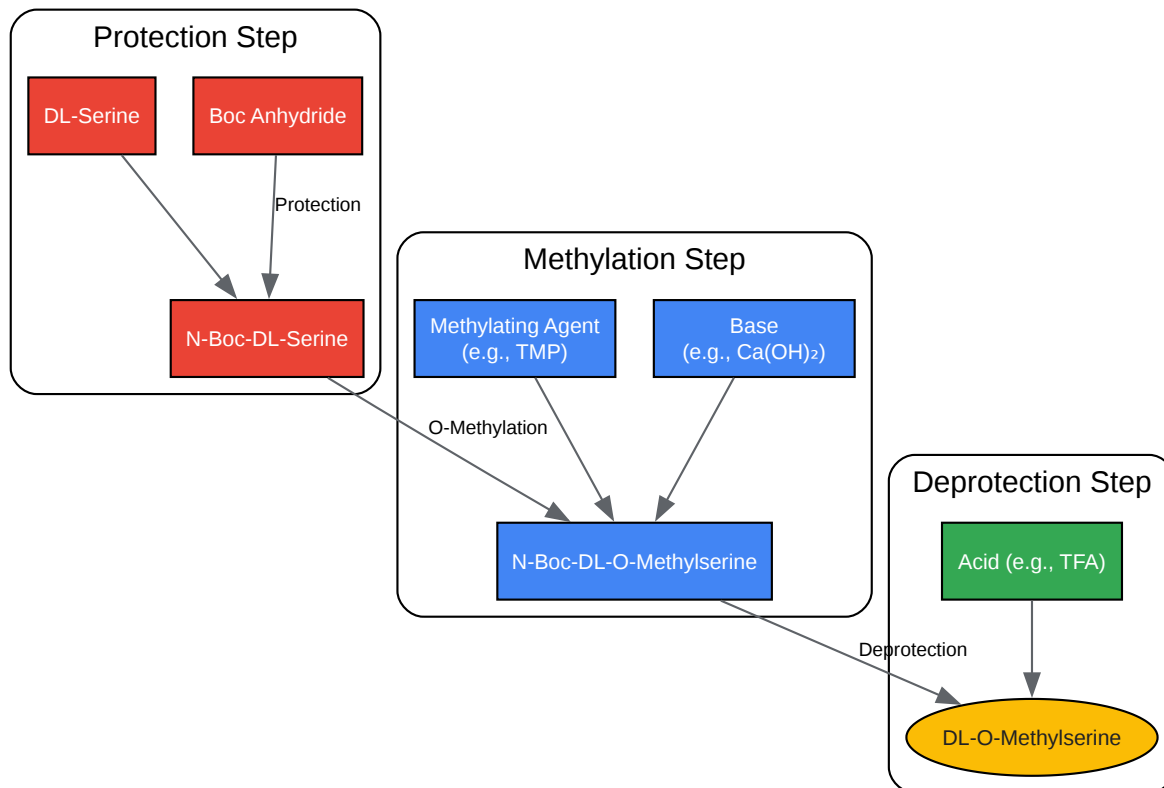 Protection Step
DL-Serine
Boc Anhydride
Protection
N-Boc-DL-Serine
Methylation Step
Methylating Agent
(e.g., TMP)
Base
(e.g., Ca(OH)₂)
O-Methylation
N-Boc-DL-O-Methylserine
Deprotection Step
Acid (e.g., TFA)
Deprotection
DL-O-Methylserine